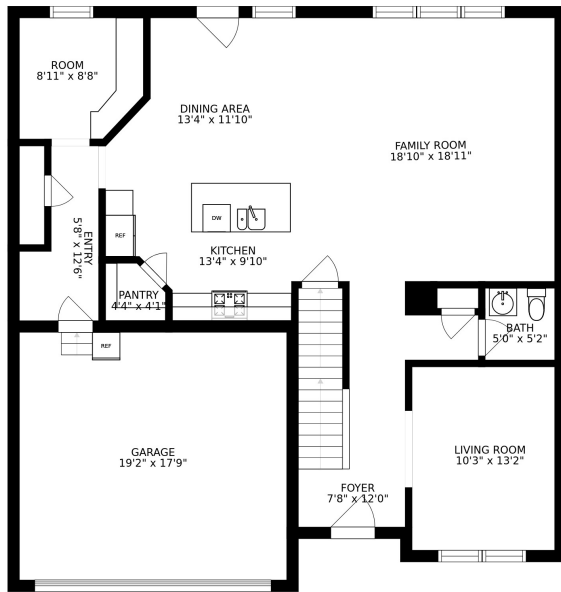 ROOM
8'11" x 8'8"
DINING AREA
13'4" x 11'10"
FAMILY ROOM
18'10" x 18'11"
DW
REF
ENTRY
5'8" x 12'6"
KITCHEN
13'4" x 9'10"
PANTRY
4'4" x 4'1"
BATH
5'0" x 5'2"
REF
GARAGE
19'2" x 17'9"
LIVING ROOM
10'3" x 13'2"
FOYER
7'8" x 12'0"